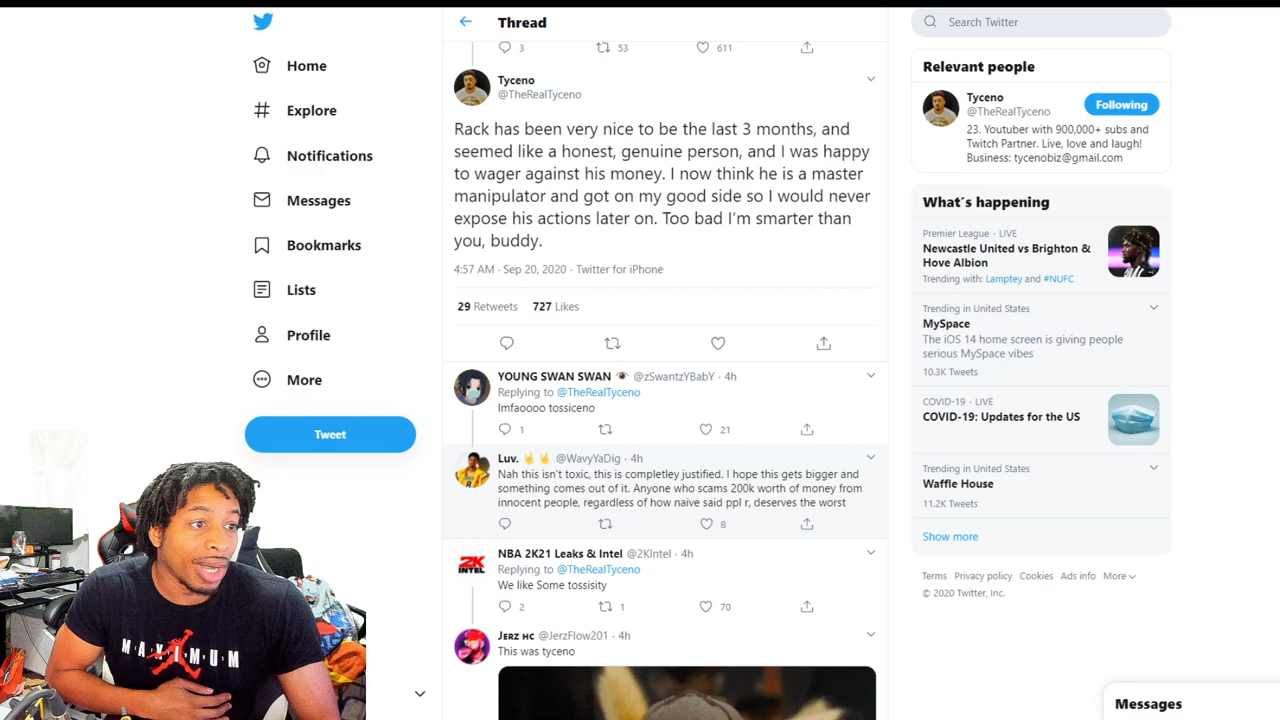 Thread
3 53 611
Tyceno
@TheRealTyceno
Rack has been very nice to be the last 3 months, and
seemed like a honest, genuine person, and I was happy
to wager against his money. I now think he is a master
manipulator and got on my good side so I would never
expose his actions later on. Too bad I'm smarter than
you, buddy.
4:57 AM · Sep 20, 2020 · Twitter for iPhone
29 Retweets 727 Likes
YOUNG SWAN SWAN @zSwantzYBabY · 4h
Replying to @TheRealTyceno
lmfaoooo tossiceno
1 21
Luv. @WavyYaDig · 4h
Nah this isn't toxic, this is completley justified. I hope this gets bigger and
something comes out of it. Anyone who scams 200k worth of money from
innocent people, regardless of how naive said ppl r, deserves the worst
8
NBA 2K21 Leaks & Intel @2KIntel · 4h
Replying to @TheRealTyceno
We like Some tossisity
2 1 70
JERZ HC @JerzFlow201 · 4h
This was tyceno
Home
Explore
Notifications
Messages
Bookmarks
Lists
Profile
More
Tweet
Search Twitter
Relevant people
Tyceno
@TheRealTyceno
Following
23. Youtuber with 900,000+ subs and
Twitch Partner. Live, love and laugh!
Business: tycenobiz@gmail.com
What's happening
Premier League · LIVE
Newcastle United vs Brighton &
Hove Albion
Trending with: Lamptey and #NUFC
Trending in United States
MySpace
The iOS 14 home screen is giving people
serious MySpace vibes
10.3K Tweets
COVID-19 · LIVE
COVID-19: Updates for the US
Trending in United States
Waffle House
11.2K Tweets
Show more
Terms Privacy policy Cookies Ads info More
© 2020 Twitter, Inc.
Messages
2K
INTEL
MAXIMUM